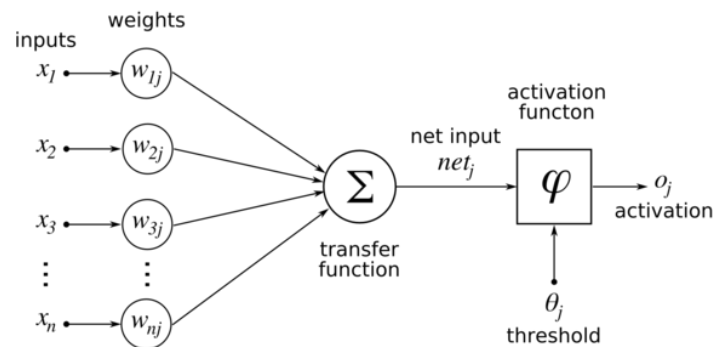 weights
inputs
x1 w1j
activation
functon
x2 w2j
net input
netj
Σ φ oj
activation
x3 w3j
transfer
function
⋮ ⋮
θj
xn wnj
threshold